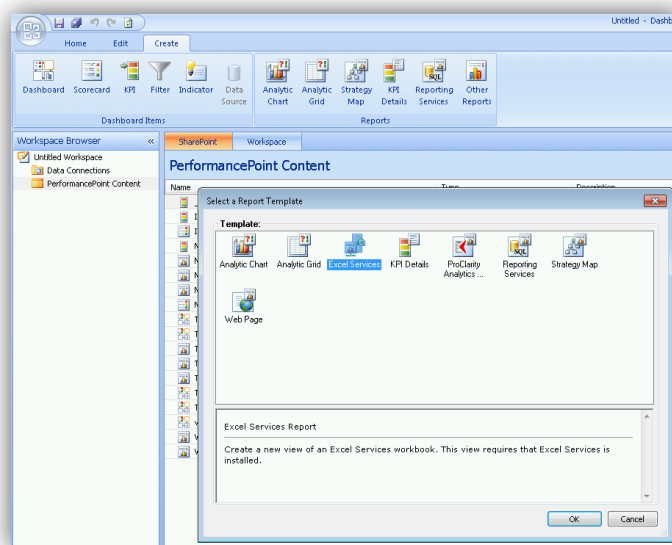 Untitled - Dashb
Home Edit Create
Dashboard Scorecard KPI Filter Indicator Data Source
Analytic Chart Analytic Grid Strategy Map KPI Details Reporting Services Other Reports
Dashboard Items Reports
Workspace Browser «
SharePoint Workspace
Untitled Workspace
Data Connections
PerformancePoint Content
PerformancePoint Content
Name
Select a Report Template
Template:
Analytic Chart Analytic Grid Excel Services KPI Details ProClarity Analytics ... Reporting Services Strategy Map
Web Page
Excel Services Report
Create a new view of an Excel Services workbook. This view requires that Excel Services is
installed.
OK Cancel